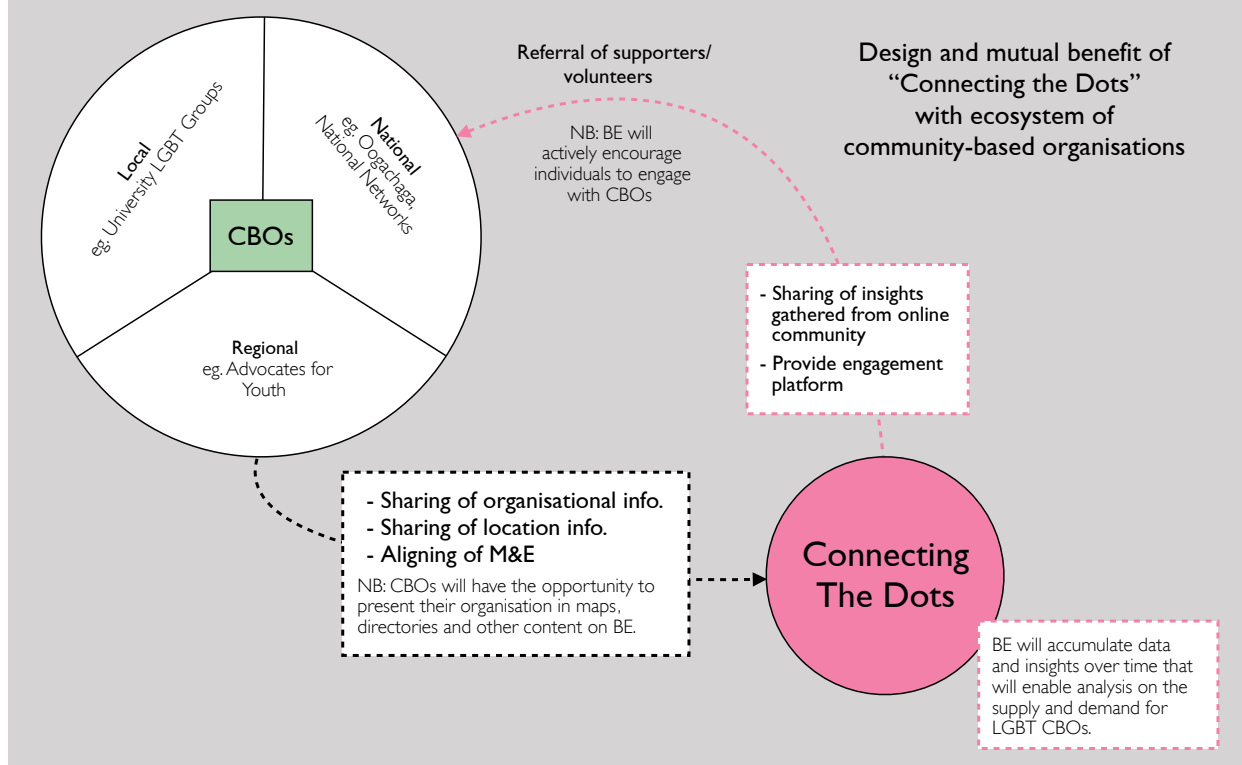 Design and mutual benefit of
“Connecting the Dots”
with ecosystem of
community-based organisations
Local
eg. University LGBT Groups
National
eg. Oogachaga,
National Networks
CBOs
Regional
eg. Advocates for
Youth
Referral of supporters/
volunteers
NB: BE will
actively encourage
individuals to engage
with CBOs
- Sharing of insights
gathered from online
community
- Provide engagement
platform
- Sharing of organisational info.
- Sharing of location info.
- Aligning of M&E
NB: CBOs will have the opportunity to
present their organisation in maps,
directories and other content on BE.
Connecting
The Dots
BE will accumulate data
and insights over time that
will enable analysis on the
supply and demand for
LGBT CBOs.